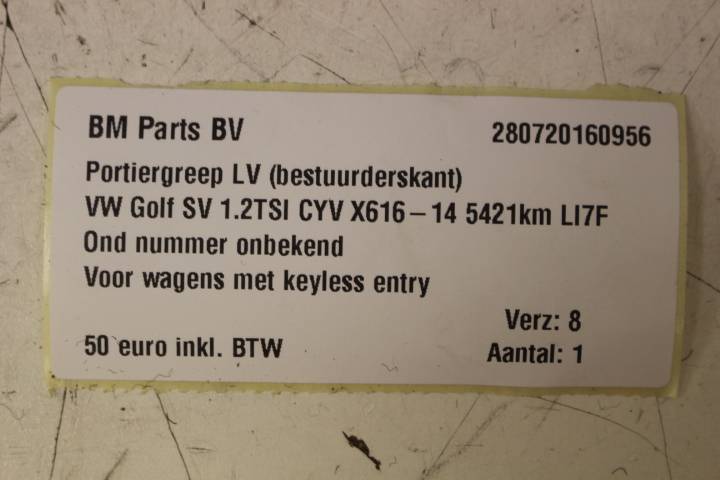 BM Parts BV 280720160956
Portiergreep LV (bestuurderskant)
VW Golf SV 1.2TSI CYV X616-14 5421km LI7F
Ond nummer onbekend
Voor wagens met keyless entry
Verz: 8
50 euro inkl. BTW Aantal: 1